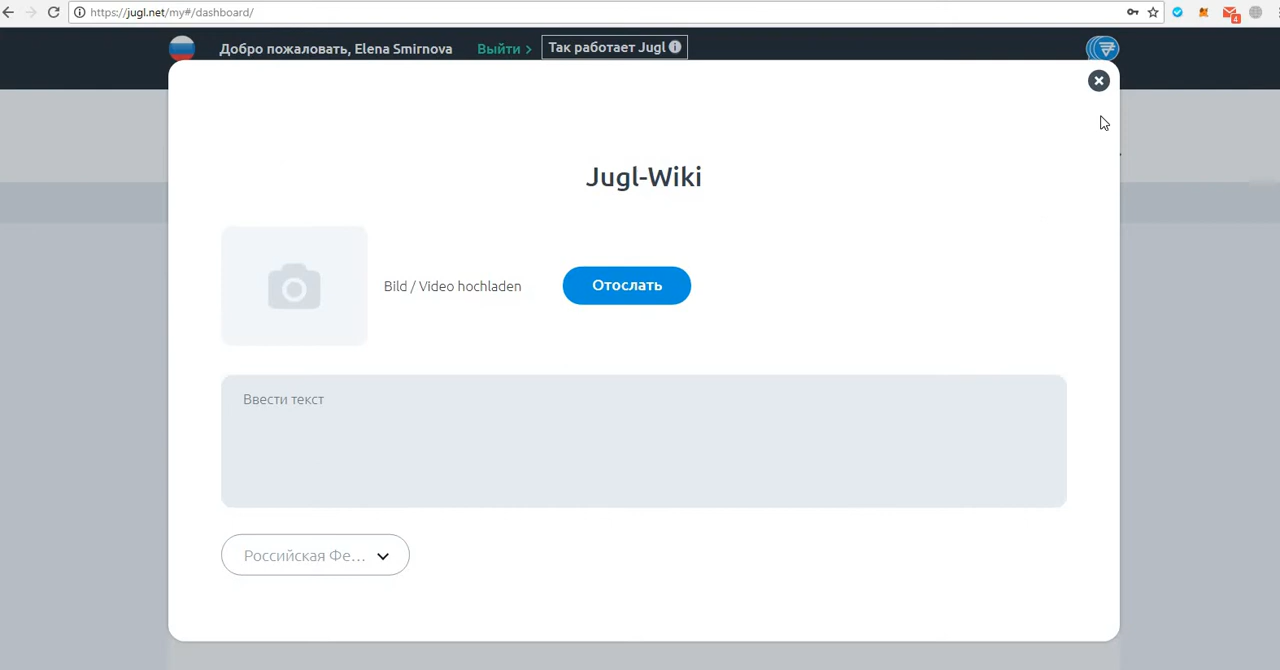 https://jugl.net/my#/dashboard/
4
Добро пожаловать, Elena Smirnova Выйти > Так работает Jugl
Jugl-Wiki
Bild / Video hochladen Отослать
Ввести текст
Российская Фе...